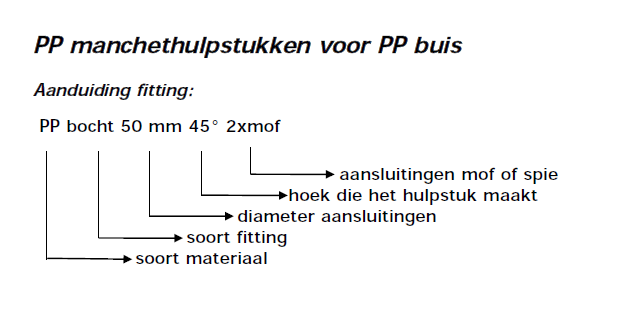 PP manchethulpstukken voor PP buis
Aanduiding fitting:
PP bocht 50 mm 45° 2xmof
aansluitingen mof of spie
hoek die het hulpstuk maakt
diameter aansluitingen
soort fitting
soort materiaal